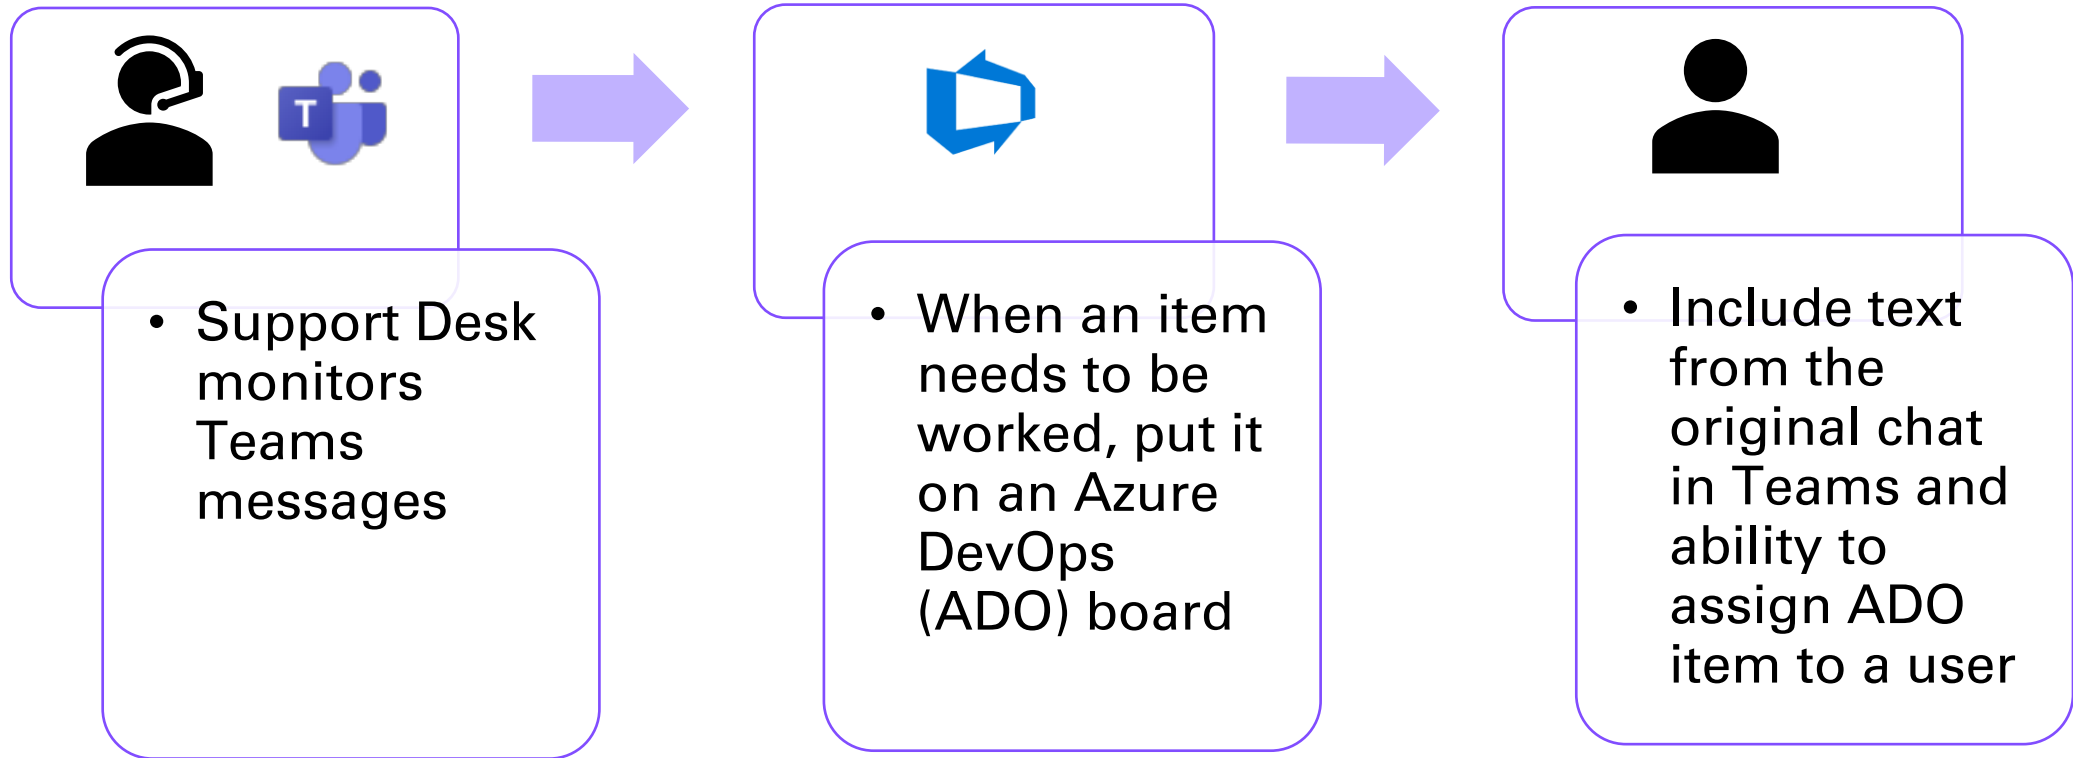 T
• Support Desk
monitors
Teams
messages
• When an item
needs to be
worked, put it
on an Azure
DevOps
(ADO) board
• Include text
from the
original chat
in Teams and
ability to
assign ADO
item to a user